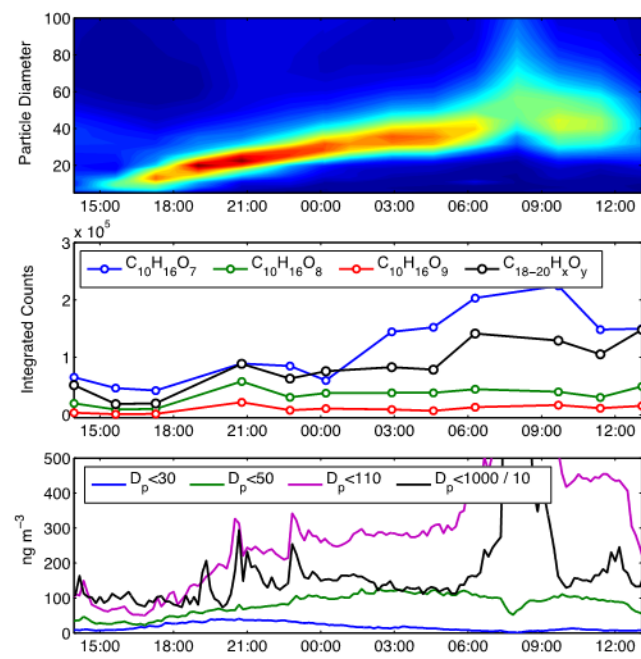 100
80
60
40
20
Particle Diameter
15:00 18:00 21:00 00:00 03:00 06:00 09:00 12:00
x 10^5
3
2
1
0
Integrated Counts
C10H16O7 C10H16O8 C10H16O9 C18−20HxOy
15:00 18:00 21:00 00:00 03:00 06:00 09:00 12:00
500
400
300
200
100
0
ng m−3
Dp<30 Dp<50 Dp<110 Dp<1000 / 10
15:00 18:00 21:00 00:00 03:00 06:00 09:00 12:00